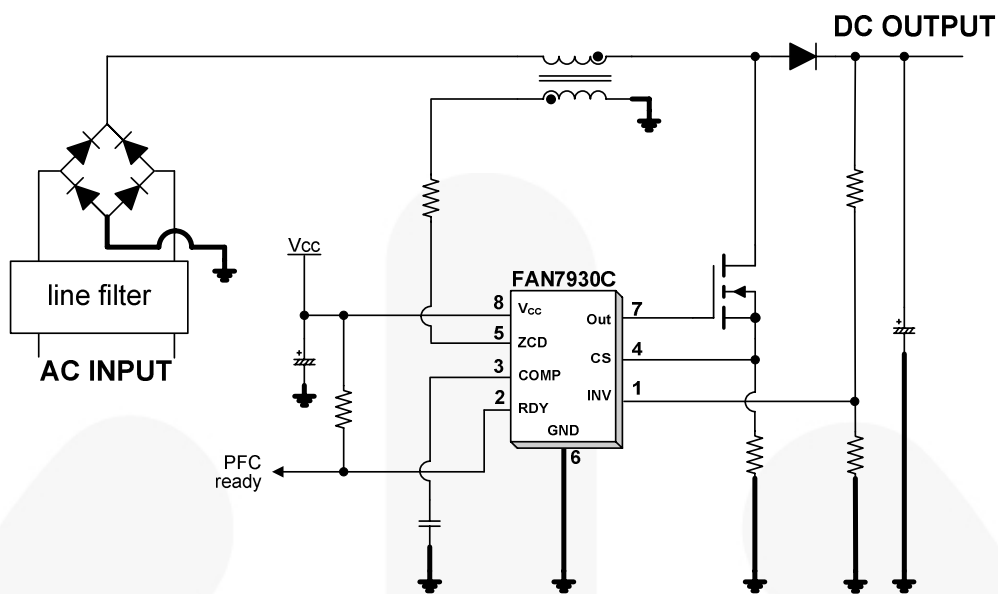 DC OUTPUT
line filter
AC INPUT
Vcc
FAN7930C
8
Vcc
5
ZCD
3
COMP
2
RDY
GND
6
Out
7
CS
4
INV
1
PFC
ready
+
+